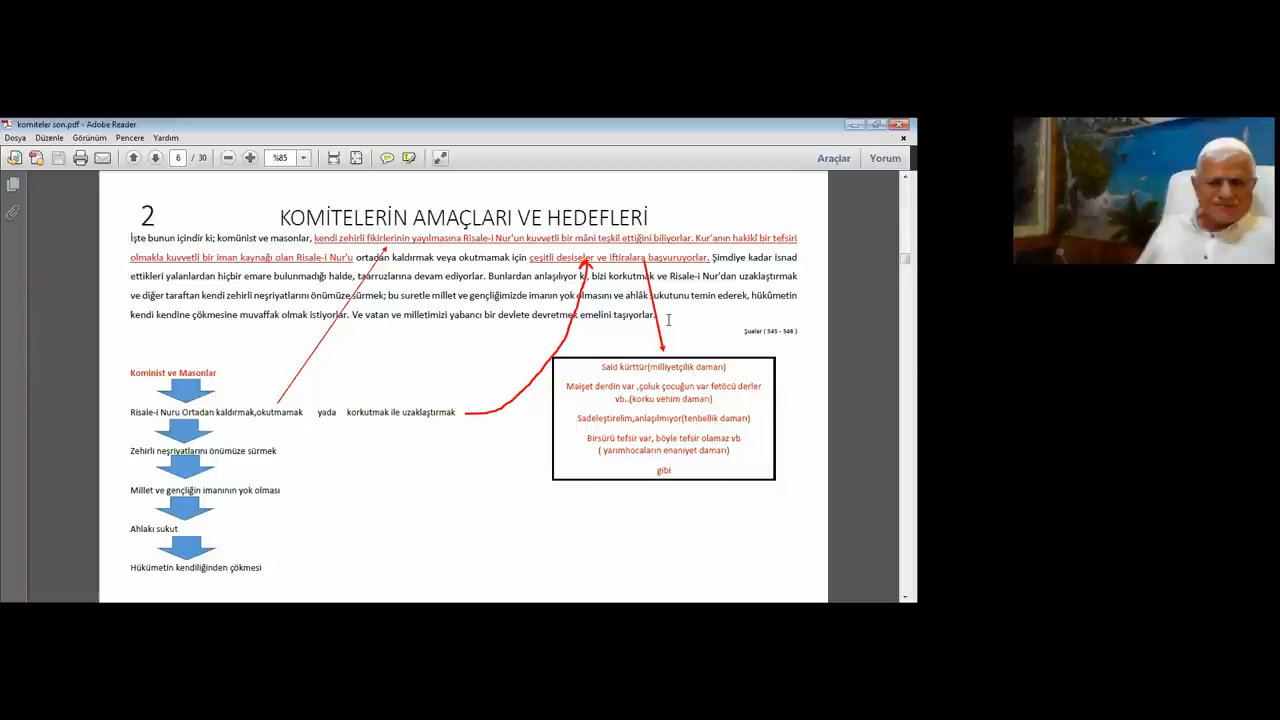 komiteler son.pdf - Adobe Reader
Dosya Düzenle Görünüm Pencere Yardım
6 / 30 %85 Araçlar Yorum
2 KOMİTELERİN AMAÇLARI VE HEDEFLERİ
İşte bunun içindir ki; komünist ve masonlar, kendi zehirli fikirlerinin yayılmasına Risale-i Nur'un kuvvetli bir mâni teşkil ettiğini biliyorlar. Kur'anın hakikî bir tefsiri
olmakla kuvvetli bir iman kaynağı olan Risale-i Nur'u ortadan kaldırmak veya okutmamak için çeşitli desiseler ve iftiralara başvuruyorlar. Şimdiye kadar isnad
ettikleri yalanlardan hiçbir emare bulunmadığı halde, taarruzlarına devam ediyorlar. Bunlardan anlaşılıyor ki, bizi korkutmak ve Risale-i Nur'dan uzaklaştırmak
ve diğer taraftan kendi zehirli neşriyatlarını önümüze sürmek; bu suretle millet ve gençliğimizde imanın yok olmasını ve ahlâk sukutunu temin ederek, hükûmetin
kendi kendine çökmesine muvaffak olmak istiyorlar. Ve vatan ve milletimizi yabancı bir devlete devretmek emelini taşıyorlar.
Şualar ( 545 - 546 )
Kominist ve Masonlar
Risale-i Nuru Ortadan kaldırmak,okutmamak yada korkutmak ile uzaklaştırmak
Zehirli neşriyatlarını önümüze sürmek
Millet ve gençliğin imanının yok olması
Ahlakı sukut
Hükümetin kendiliğinden çökmesi
Said kürttür(milliyetçilik damarı)
Maişet derdin var ,çoluk çocuğun var fetöcü derler
vb..(korku vehim damarı)
Sadeleştirelim,anlaşılmıyor(tenbellik damarı)
Birsürü tefsir var, böyle tefsir olamaz vb
( yarımhocaların enaniyet damarı)
gibi